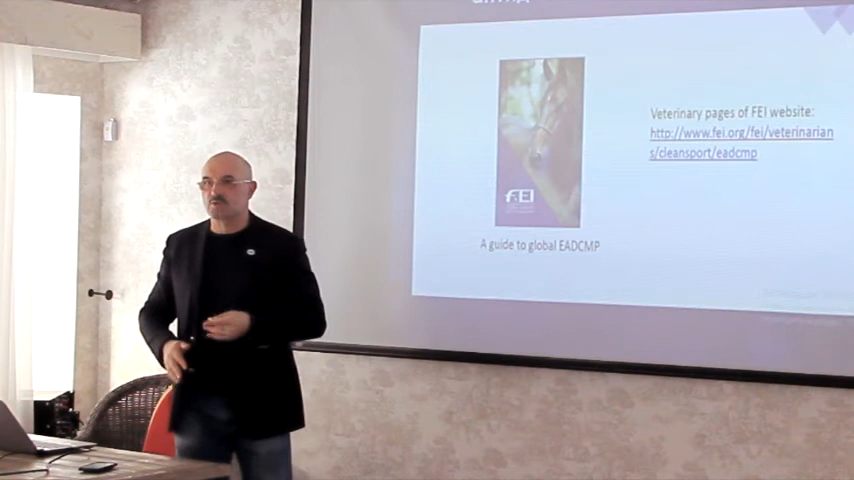 Veterinary pages of FEI website:
http://www.fei.org/fei/veterinarian
s/cleansport/eadcmp
FEI
A guide to global EADCMP